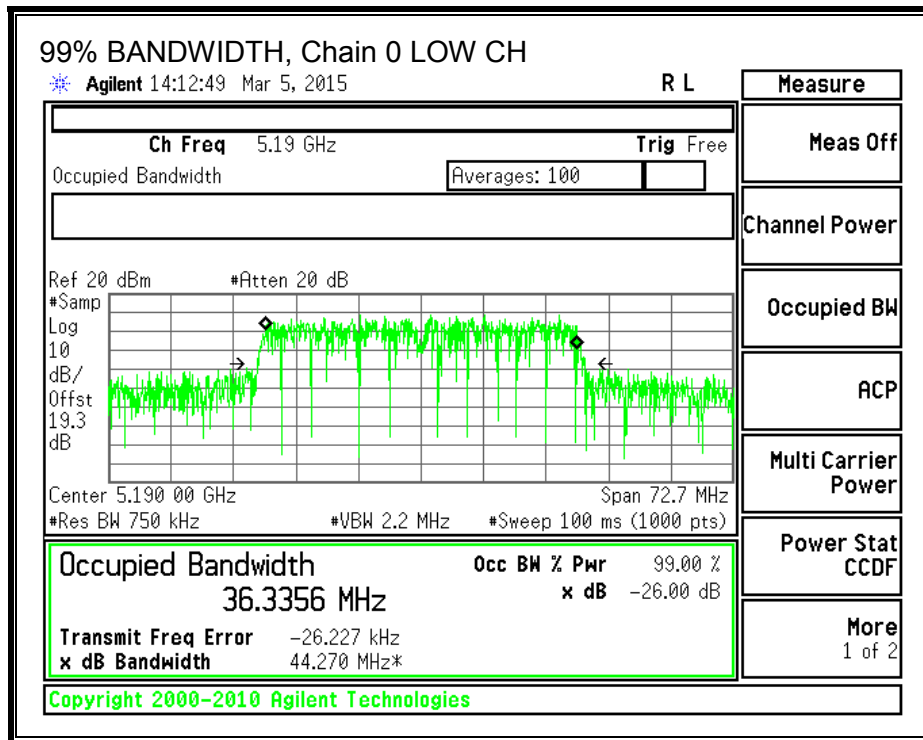 99% BANDWIDTH, Chain 0 LOW CH
Agilent 14:12:49 Mar 5, 2015 R L
Measure
Ch Freq 5.19 GHz Trig Free
Occupied Bandwidth Averages: 100
Meas Off
Channel Power
Occupied BW
ACP
Multi Carrier
Power
Power Stat
CCDF
More
1 of 2
Ref 20 dBm #Atten 20 dB
#Samp
Log
10
dB/
Offst
19.3
dB
Center 5.190 00 GHz Span 72.7 MHz
#Res BW 750 kHz #VBW 2.2 MHz #Sweep 100 ms (1000 pts)
Occupied Bandwidth Occ BW % Pwr 99.00 %
36.3356 MHz x dB -26.00 dB
Transmit Freq Error -26.227 kHz
x dB Bandwidth 44.270 MHz*
Copyright 2000-2010 Agilent Technologies